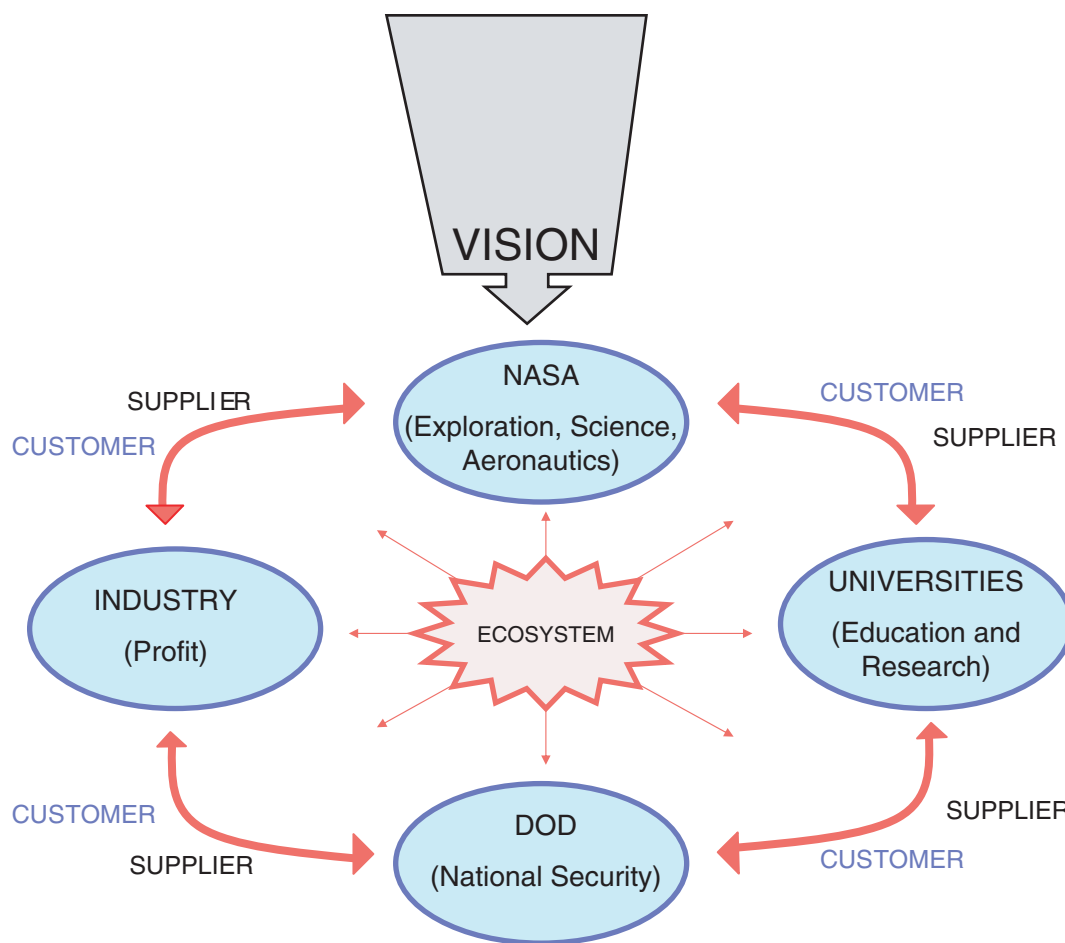 VISION
NASA
(Exploration, Science,
Aeronautics)
SUPPLIER
CUSTOMER
CUSTOMER
SUPPLIER
INDUSTRY
(Profit)
ECOSYSTEM
UNIVERSITIES
(Education and
Research)
CUSTOMER
SUPPLIER
DOD
(National Security)
SUPPLIER
CUSTOMER